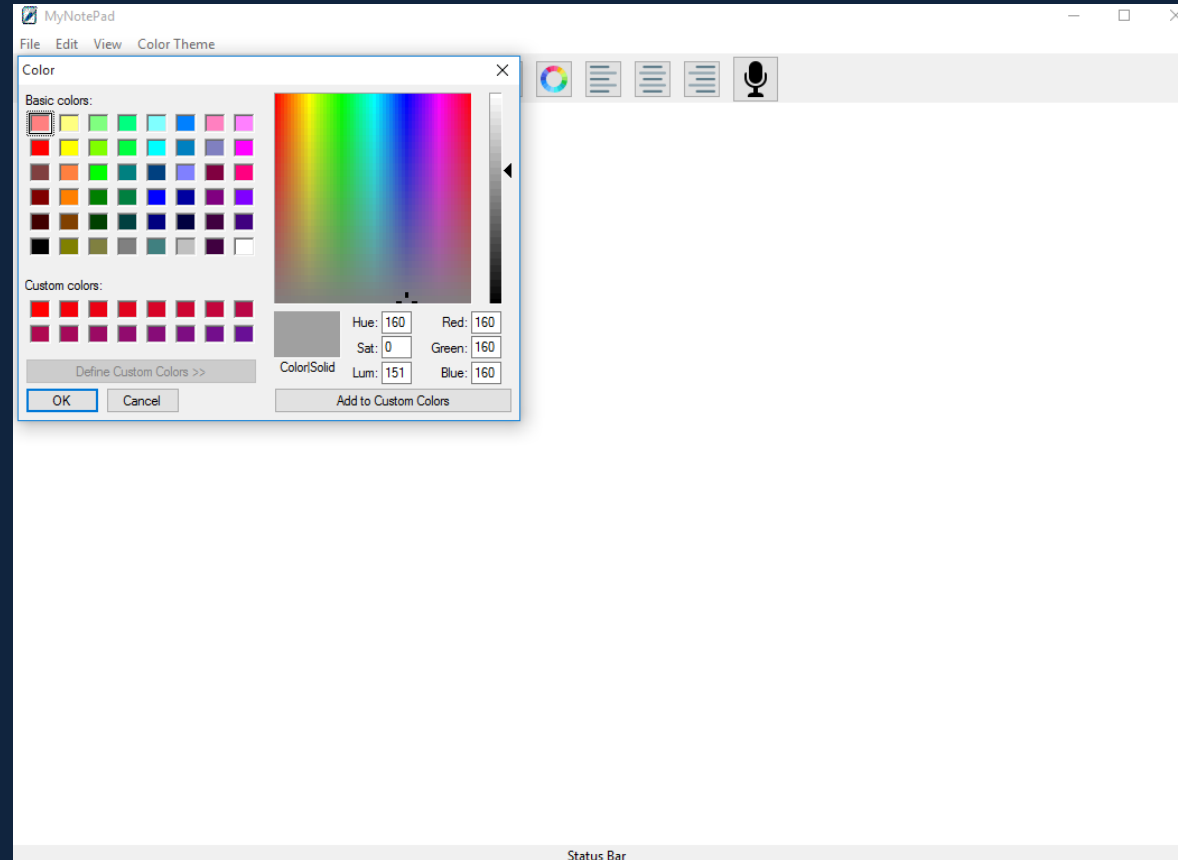 MyNotePad
File Edit View Color Theme
Color
Basic colors:
Custom colors:
Define Custom Colors >>
OK Cancel
Color|Solid
Hue: 160 Red: 160
Sat: 0 Green: 160
Lum: 151 Blue: 160
Add to Custom Colors
Status Bar